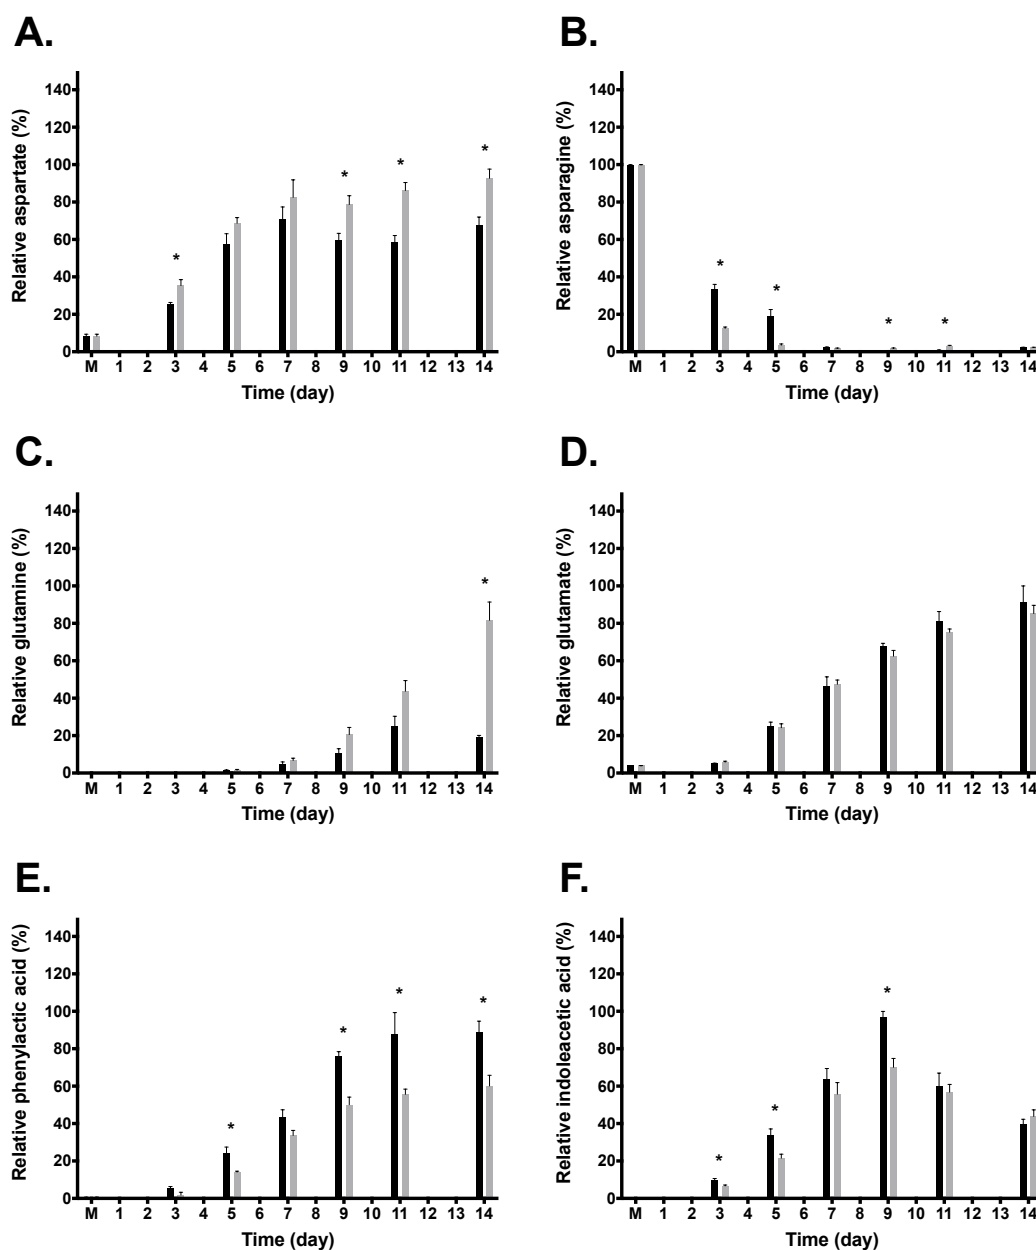 A.
Relative aspartate (%)
140
120
100
80
60
40
20
0
* * * *
M 1 2 3 4 5 6 7 8 9 10 11 12 13 14
Time (day)
B.
Relative asparagine (%)
140
120
100
80
60
40
20
0
* * * *
M 1 2 3 4 5 6 7 8 9 10 11 12 13 14
Time (day)
C.
Relative glutamine (%)
140
120
100
80
60
40
20
0
*
M 1 2 3 4 5 6 7 8 9 10 11 12 13 14
Time (day)
D.
Relative glutamate (%)
140
120
100
80
60
40
20
0
M 1 2 3 4 5 6 7 8 9 10 11 12 13 14
Time (day)
E.
Relative phenylactic acid (%)
140
120
100
80
60
40
20
0
* * * *
M 1 2 3 4 5 6 7 8 9 10 11 12 13 14
Time (day)
F.
Relative indoleacetic acid (%)
140
120
100
80
60
40
20
0
* * *
M 1 2 3 4 5 6 7 8 9 10 11 12 13 14
Time (day)